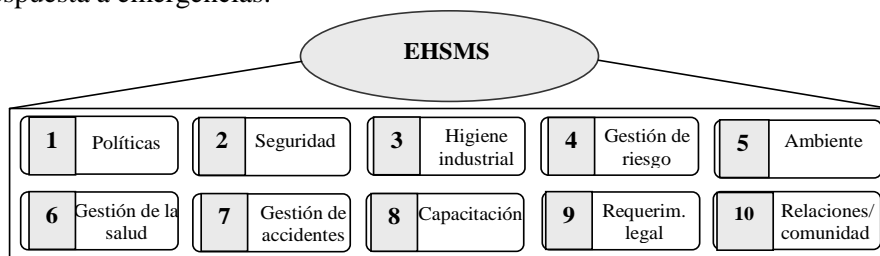 spuesta a emergencias.
EHSMS
1 Políticas
2 Seguridad
3 Higiene
industrial
4 Gestión de
riesgo
5 Ambiente
6 Gestión de la
salud
7 Gestión de
accidentes
8 Capacitación
9 Requerim.
legal
10 Relaciones/
comunidad